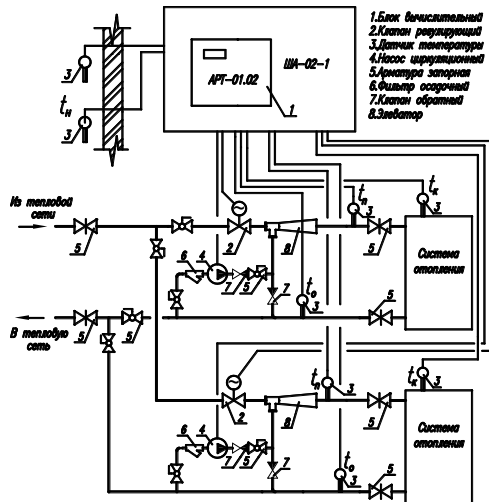 1.Блок вычислительный
2.Клапан регулирующий
3.Датчик температуры
4.Насос циркуляционный
5.Арматура запорная
6.Фильтр осадочный
7.Клапан обратный
8.Элеватор
ША-02-1
АРТ-01.02
1
3
tн
3
Из тепловой
сети
5
2
8
tп
3
5
tк
3
Система
отопления
6
4
7
5
7
tо
3
5
В тепловую
сеть
5
5
2
8
tп
3
5
tк
3
Система
отопления
6
4
7
5
7
tо
3
5